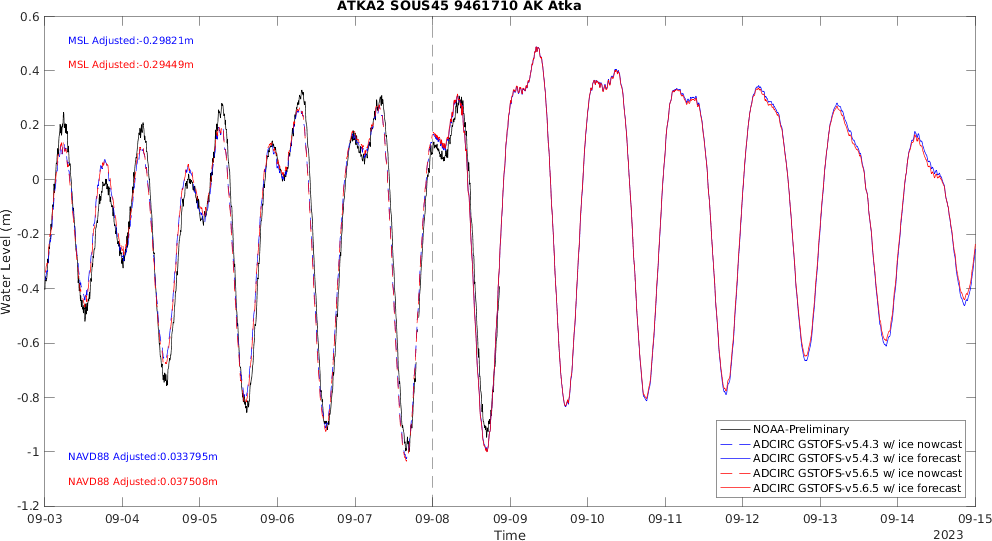 ATKA2 SOUS45 9461710 AK Atka
MSL Adjusted:-0.29821m
MSL Adjusted:-0.29449m
0.6
0.4
0.2
0
-0.2
-0.4
-0.6
-0.8
-1
-1.2
Water Level (m)
NAVD88 Adjusted:0.033795m
NAVD88 Adjusted:0.037508m
NOAA-Preliminary
ADCIRC GSTOFS-v5.4.3 w/ ice nowcast
ADCIRC GSTOFS-v5.4.3 w/ ice forecast
ADCIRC GSTOFS-v5.6.5 w/ ice nowcast
ADCIRC GSTOFS-v5.6.5 w/ ice forecast
09-03 09-04 09-05 09-06 09-07 09-08 09-09 09-10 09-11 09-12 09-13 09-14 09-15
Time
2023